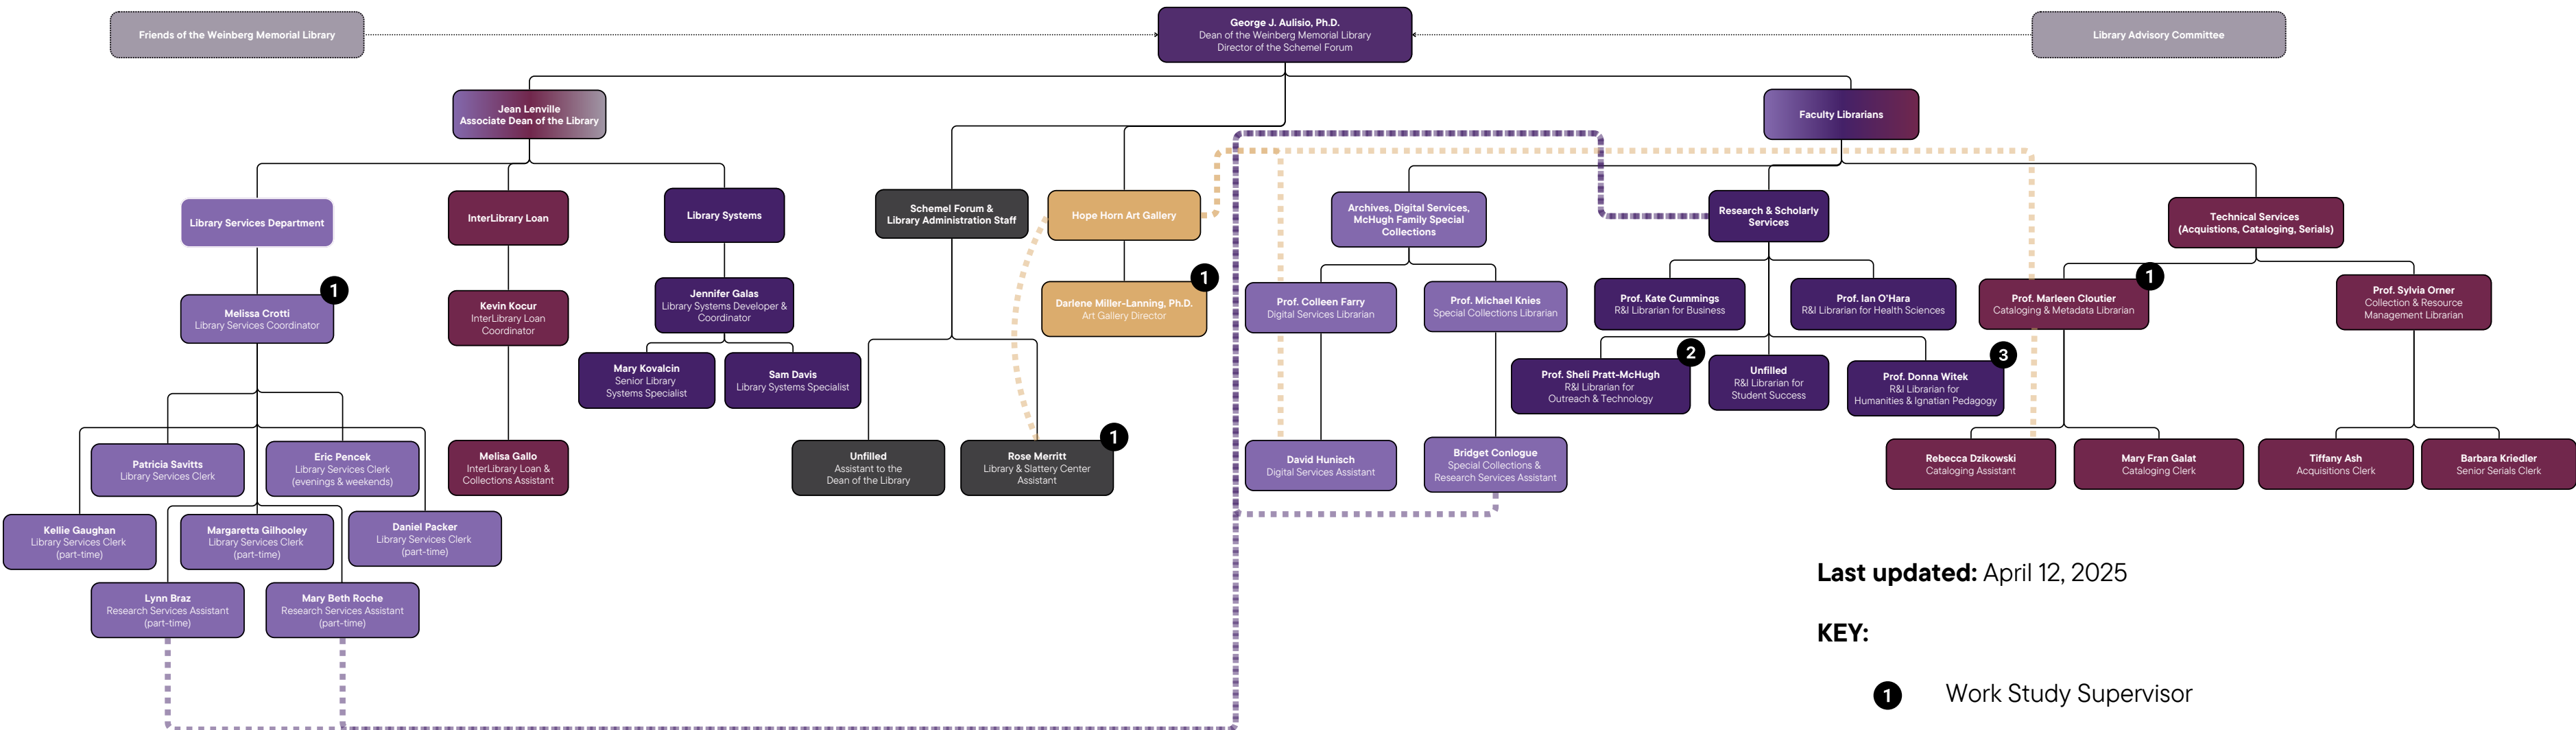 Friends of the Weinberg Memorial Library
George J. Aulisio, Ph.D.
Dean of the Weinberg Memorial Library
Director of the Schemel Forum
Library Advisory Committee
Jean Lenville
Associate Dean of the Library
Faculty Librarians
Library Services Department
InterLibrary Loan
Library Systems
Schemel Forum &
Library Administration Staff
Hope Horn Art Gallery
Archives, Digital Services,
McHugh Family Special
Collections
Research & Scholarly
Services
Technical Services
(Acquistions, Cataloging, Serials)
1
Melissa Crotti
Library Services Coordinator
Kevin Kocur
InterLibrary Loan
Coordinator
Jennifer Galas
Library Systems Developer &
Coordinator
1
Darlene Miller-Lanning, Ph.D.
Art Gallery Director
Prof. Colleen Farry
Digital Services Librarian
Prof. Michael Knies
Special Collections Librarian
Prof. Kate Cummings
R&I Librarian for Business
Prof. Ian O'Hara
R&I Librarian for Health Sciences
1
Prof. Marleen Cloutier
Cataloging & Metadata Librarian
Prof. Sylvia Orner
Collection & Resource
Management Librarian
Mary Kovalcin
Senior Library
Systems Specialist
Sam Davis
Library Systems Specialist
2
Prof. Sheli Pratt-McHugh
R&I Librarian for
Outreach & Technology
Unfilled
R&I Librarian for
Student Success
3
Prof. Donna Witek
R&I Librarian for
Humanities & Ignatian Pedagogy
Patricia Savitts
Library Services Clerk
Eric Pencek
Library Services Clerk
(evenings & weekends)
Melisa Gallo
InterLibrary Loan &
Collections Assistant
Unfilled
Assistant to the
Dean of the Library
1
Rose Merritt
Library & Slattery Center
Assistant
David Hunisch
Digital Services Assistant
Bridget Conlogue
Special Collections &
Research Services Assistant
Rebecca Dzikowski
Cataloging Assistant
Mary Fran Galat
Cataloging Clerk
Tiffany Ash
Acquisitions Clerk
Barbara Kriedler
Senior Serials Clerk
Kellie Gaughan
Library Services Clerk
(part-time)
Margaretta Gilhooley
Library Services Clerk
(part-time)
Daniel Packer
Library Services Clerk
(part-time)
Lynn Braz
Research Services Assistant
(part-time)
Mary Beth Roche
Research Services Assistant
(part-time)
Last updated: April 12, 2025
KEY:
1 Work Study Supervisor